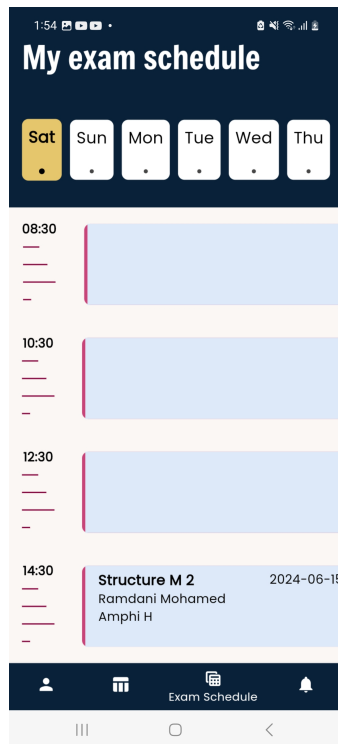 1:54
My exam schedule
Sat Sun Mon Tue Wed Thu
08:30
10:30
12:30
14:30
Structure M 2 2024-06-15
Ramdani Mohamed
Amphi H
Exam Schedule